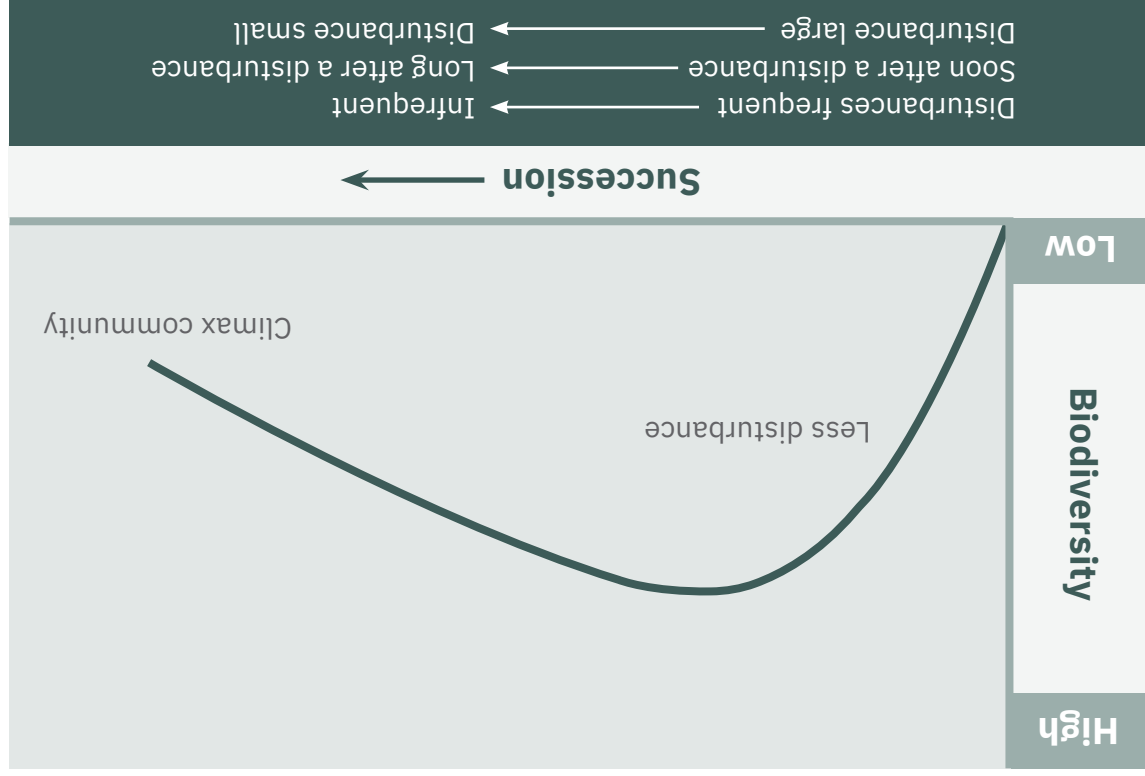 High
Biodiversity
Less disturbance
Climax community
Low
Succession
Disturbances frequent Infrequent
Soon after a disturbance Long after a disturbance
Disturbance large Disturbance small